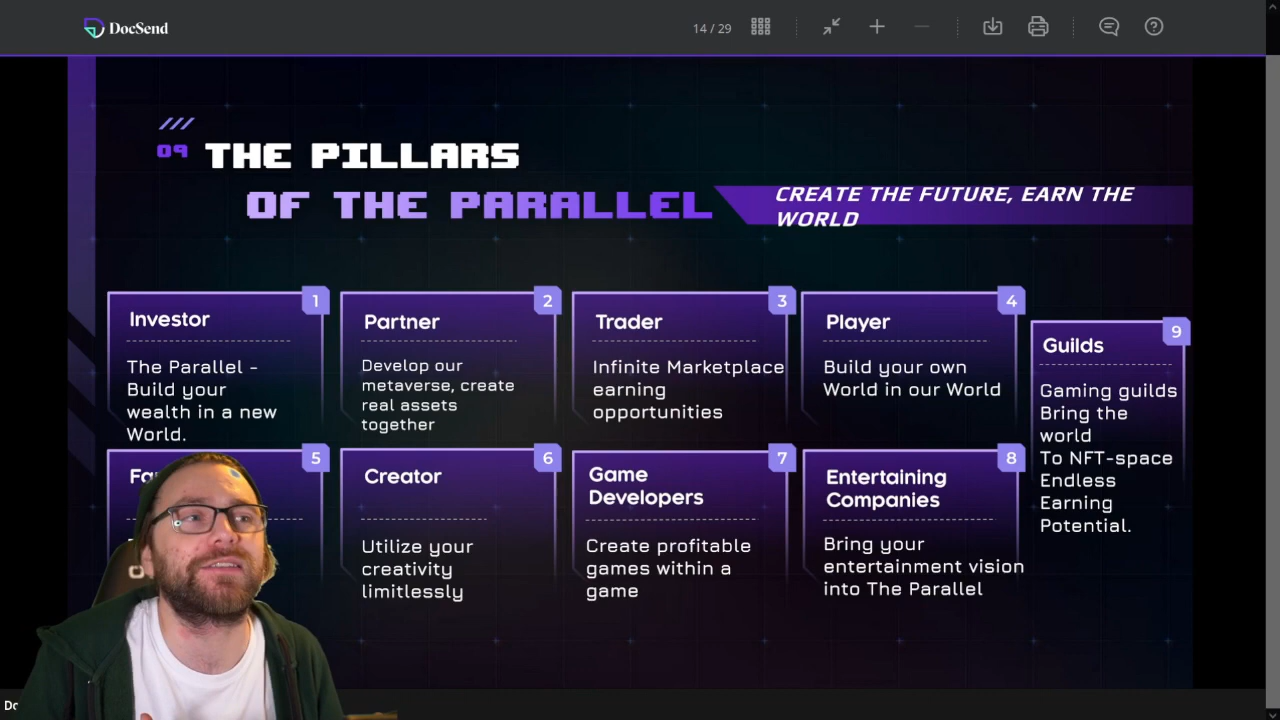 DocSend
14 / 29
09 THE PILLARS
OF THE PARALLEL
CREATE THE FUTURE, EARN THE
WORLD
1
Investor
The Parallel -
Build your
wealth in a new
World.
2
Partner
Develop our
metaverse, create
real assets
together
3
Trader
Infinite Marketplace
earning
opportunities
4
Player
Build your own
World in our World
9
Guilds
Gaming guilds
Bring the
world
To NFT-space
Endless
Earning
Potential.
5
6
Creator
Utilize your
creativity
limitlessly
7
Game
Developers
Create profitable
games within a
game
8
Entertaining
Companies
Bring your
entertainment vision
into The Parallel